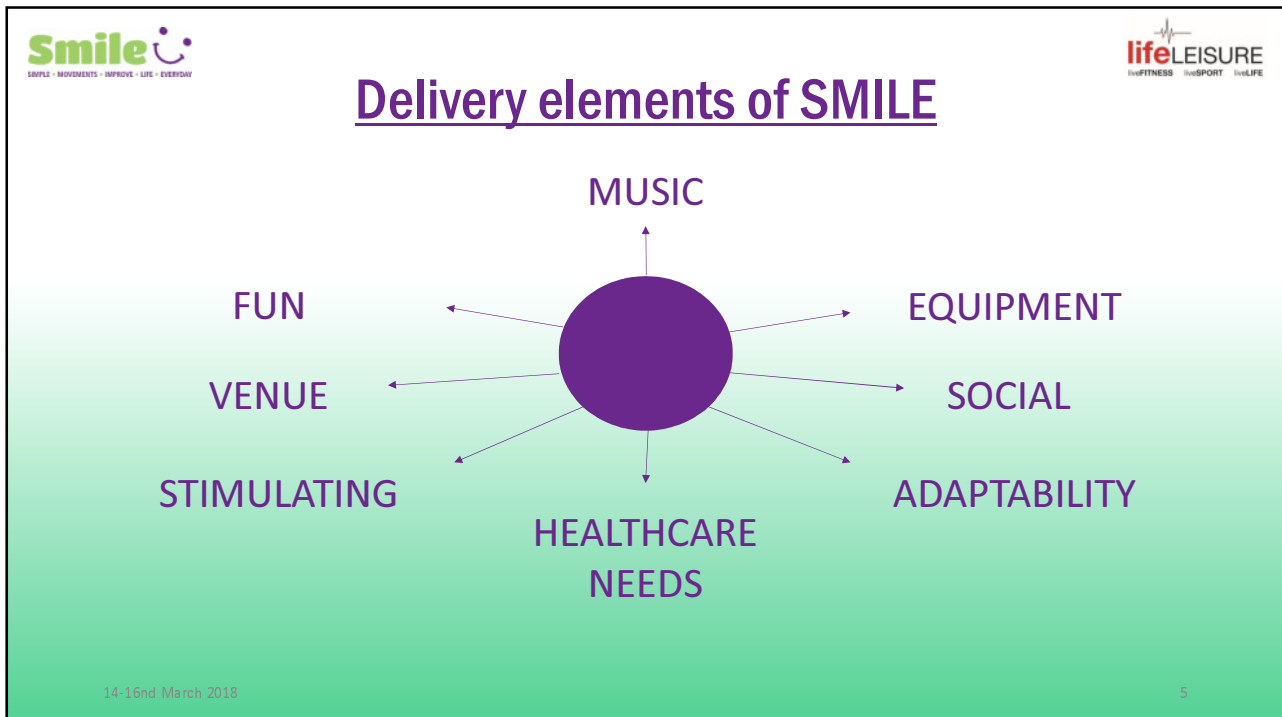 Smile
SIMPLE • MOVEMENTS • IMPROVE • LIFE • EVERYDAY
lifeLEISURE
liveFITNESS liveSPORT liveLIFE
Delivery elements of SMILE
MUSIC
FUN
EQUIPMENT
VENUE
SOCIAL
STIMULATING
ADAPTABILITY
HEALTHCARE
NEEDS
14-16nd March 2018
5